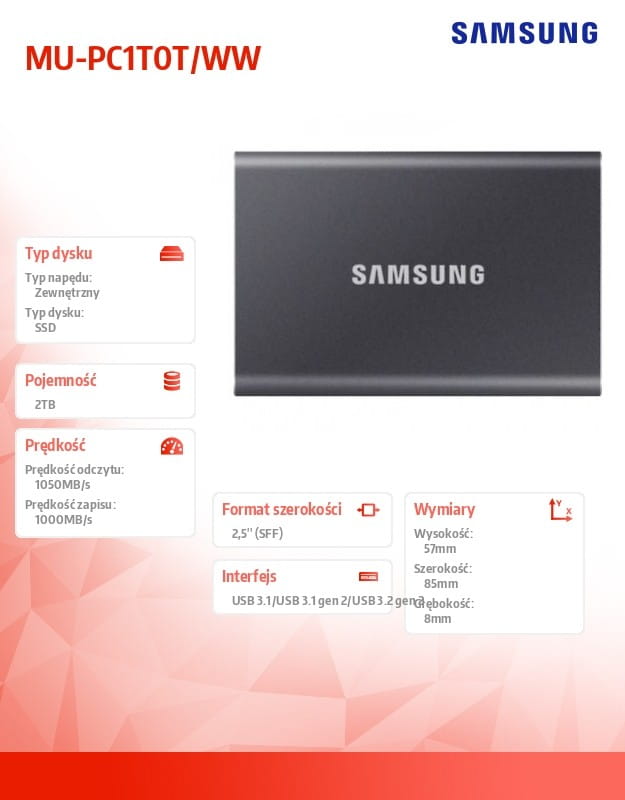 SAMSUNG
MU-PC1T0T/WW
SAMSUNG
Typ dysku
Typ napędu:
Zewnętrzny
Typ dysku:
SSD
Pojemność
2TB
Prędkość
Prędkość odczytu:
1050MB/s
Prędkość zapisu:
1000MB/s
Format szerokości
2,5" (SFF)
Interfejs
USB 3.1/USB 3.1 gen 2/USB 3.2 gen 2
Wymiary
Y
X
Wysokość:
57mm
Szerokość:
85mm
Głębokość:
8mm